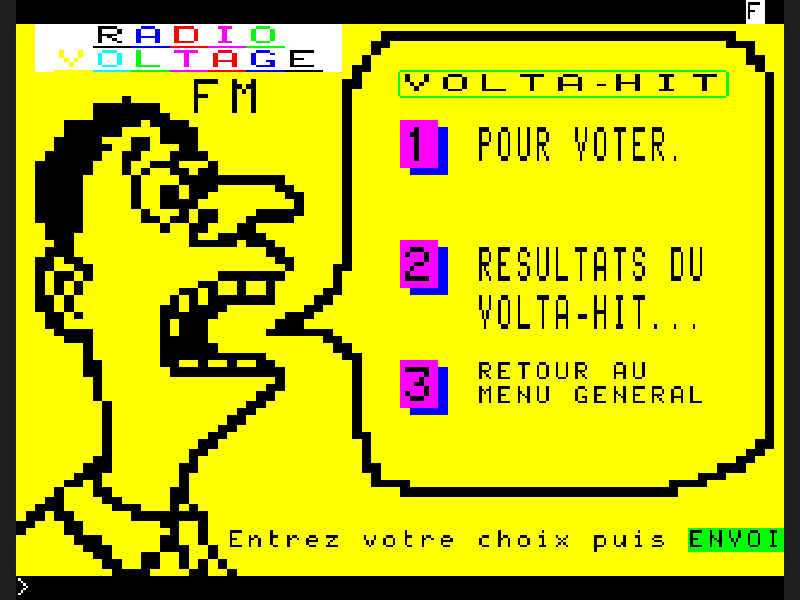 F
RADIO
VOLTAGE
FM
VOLTA-HIT
1 POUR VOTER.
2 RESULTATS DU
VOLTA-HIT...
3 RETOUR AU
MENU GENERAL
Entrez votre choix puis ENVOI
>